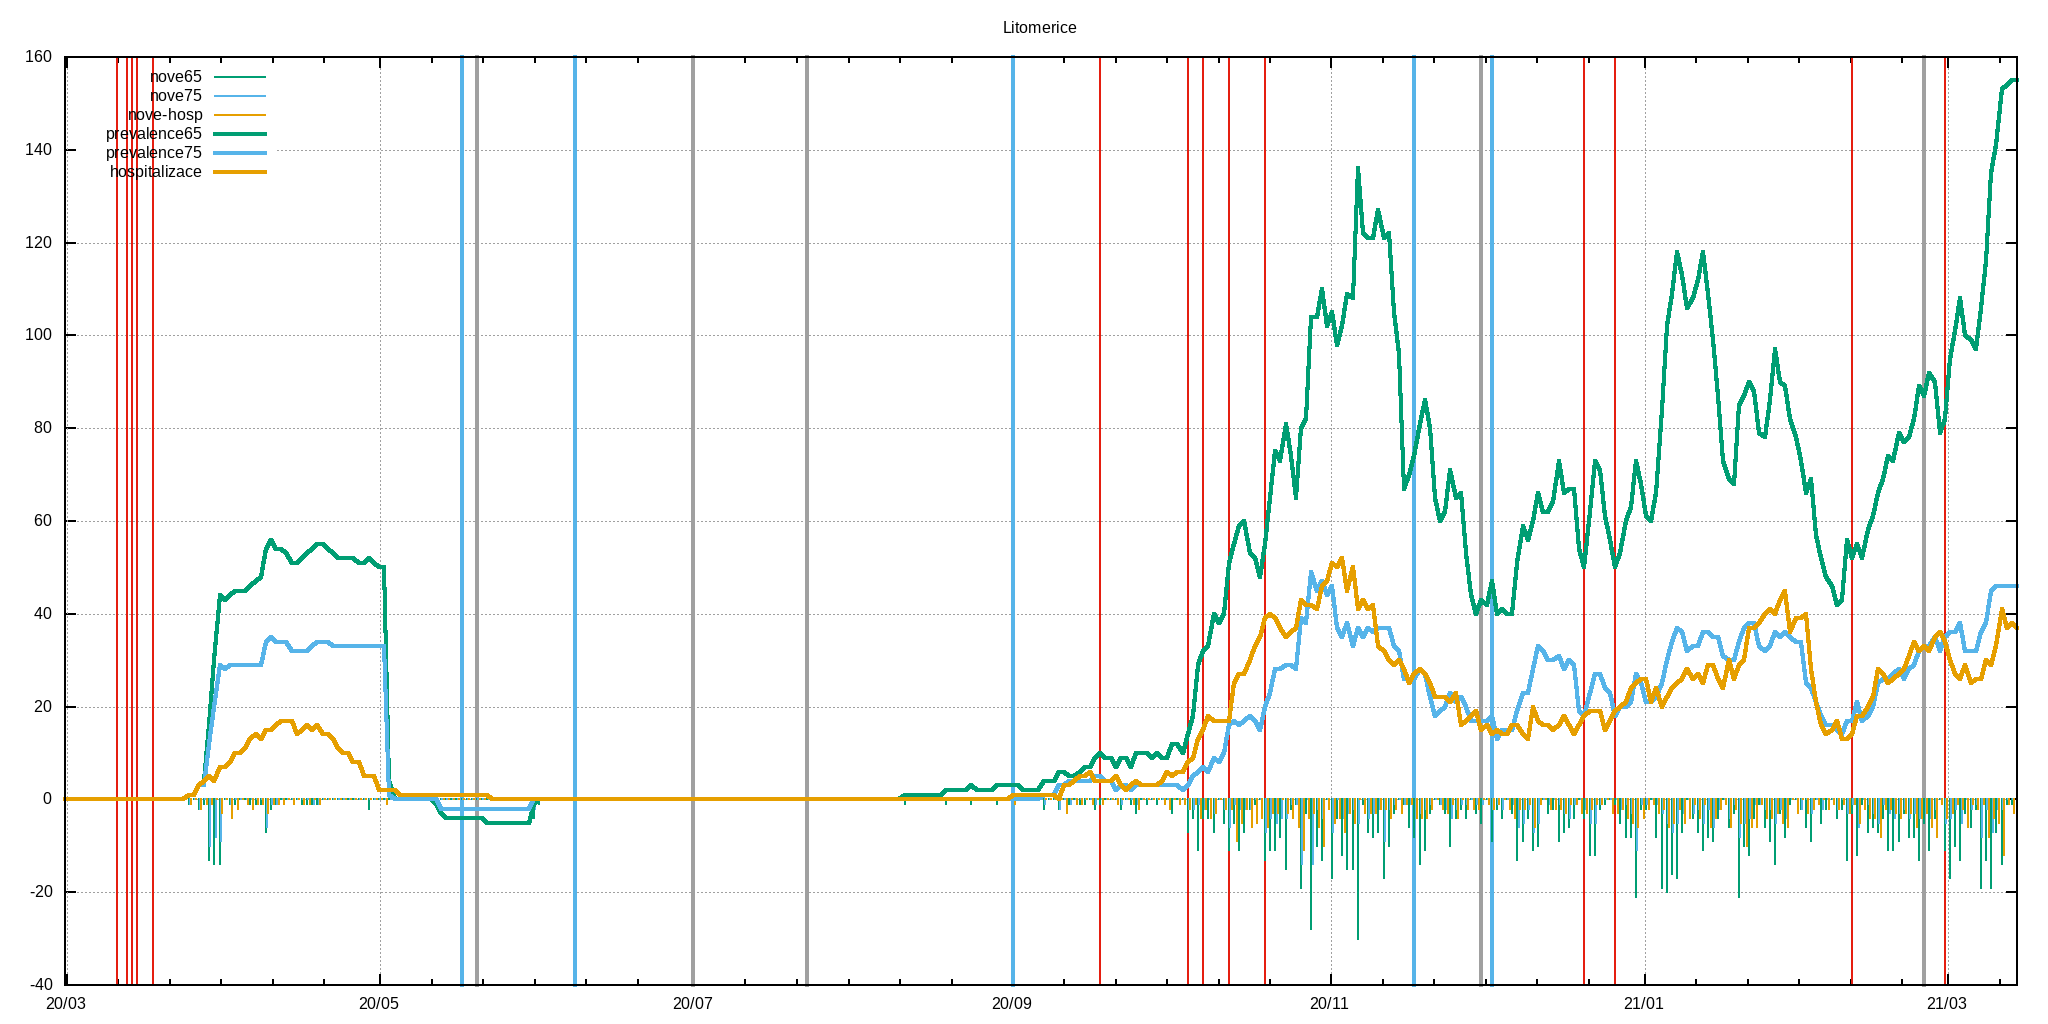 Litomerice
160
140
120
100
80
60
40
20
0
-20
-40
nove65
nove75
nove-hosp
prevalence65
prevalence75
hospitalizace
20/03 20/05 20/07 20/09 20/11 21/01 21/03